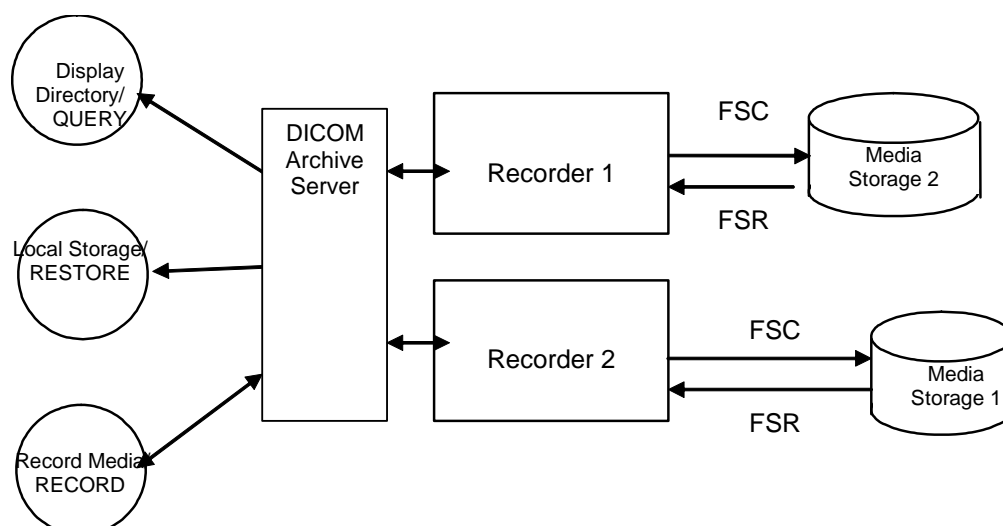 Display
Directory/
QUERY
DICOM
Archive
Server
Recorder 1
FSC
FSR
Media
Storage 2
Local Storage/
RESTORE
Recorder 2
FSC
FSR
Media
Storage 1
Record Media/
RECORD